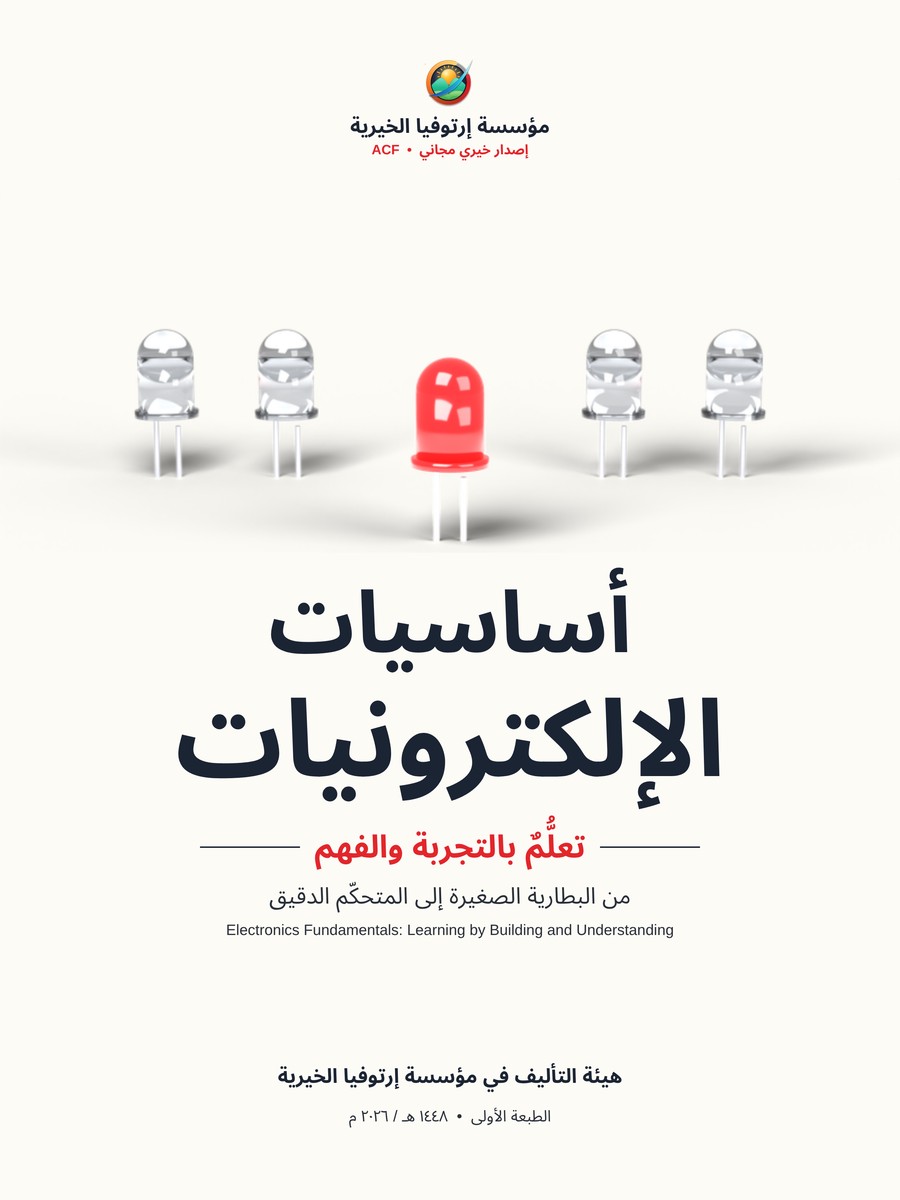 مؤسسة إرتوفيا الخيرية
إصدار خيري مجاني • ACF
أساسيات
الإلكترونيات
تعلُّمٌ بالتجربة والفهم
من البطارية الصغيرة إلى المتحكّم الدقيق
Electronics Fundamentals: Learning by Building and Understanding
هيئة التأليف في مؤسسة إرتوفيا الخيرية
الطبعة الأولى • ١٤٤٨ هـ / ٢٠٢٦ م